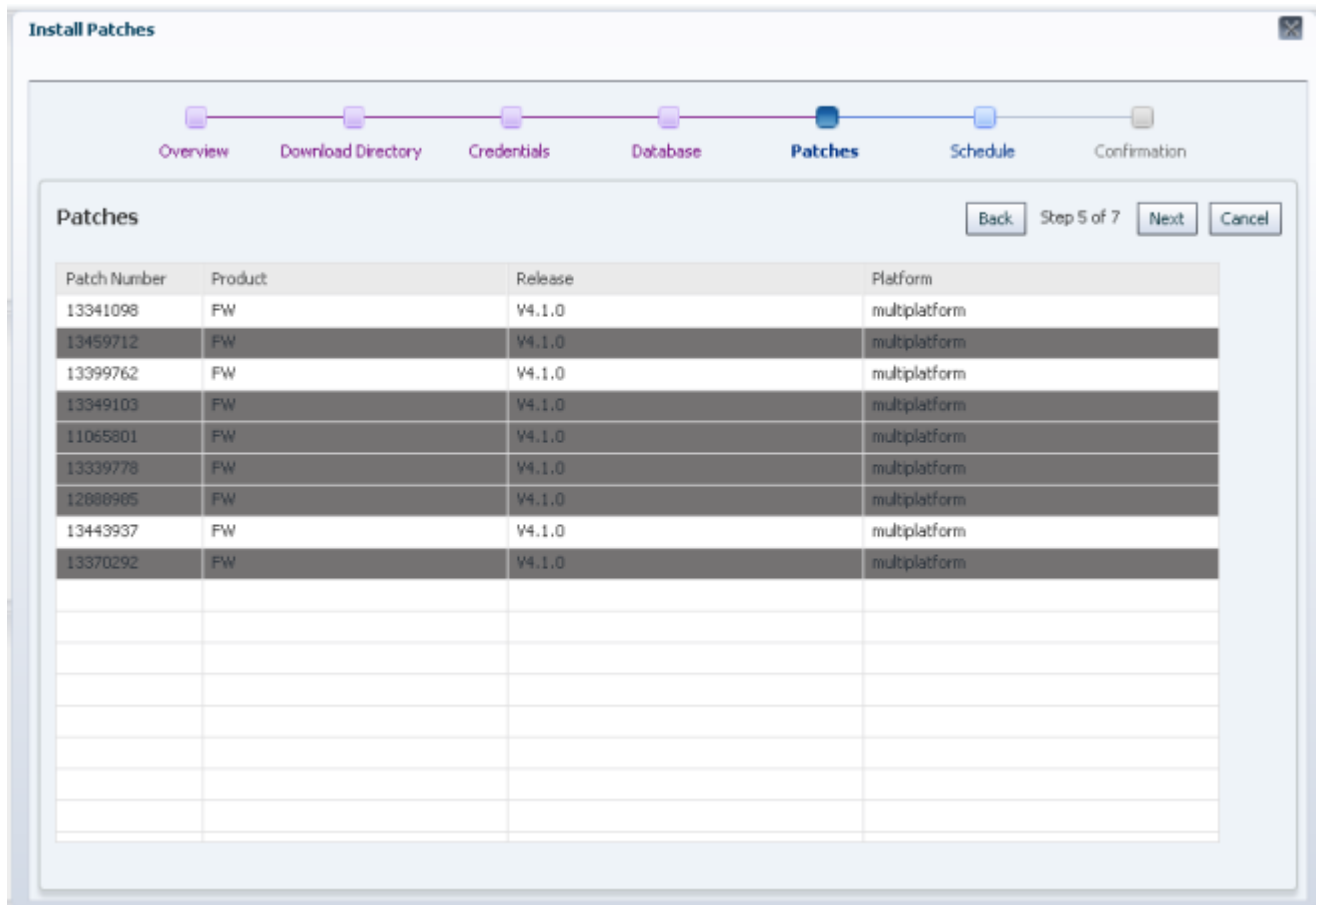 Install Patches
Overview Download Directory Credentials Database Patches Schedule Confirmation
Patches Back Step 5 of 7 Next Cancel
Patch Number Product Release Platform
13341098 FW V4.1.0 multiplatform
13459712 FW V4.1.0 multiplatform
13399762 FW V4.1.0 multiplatform
13349103 FW V4.1.0 multiplatform
11065801 FW V4.1.0 multiplatform
13339778 FW V4.1.0 multiplatform
12888985 FW V4.1.0 multiplatform
13443937 FW V4.1.0 multiplatform
13370292 FW V4.1.0 multiplatform